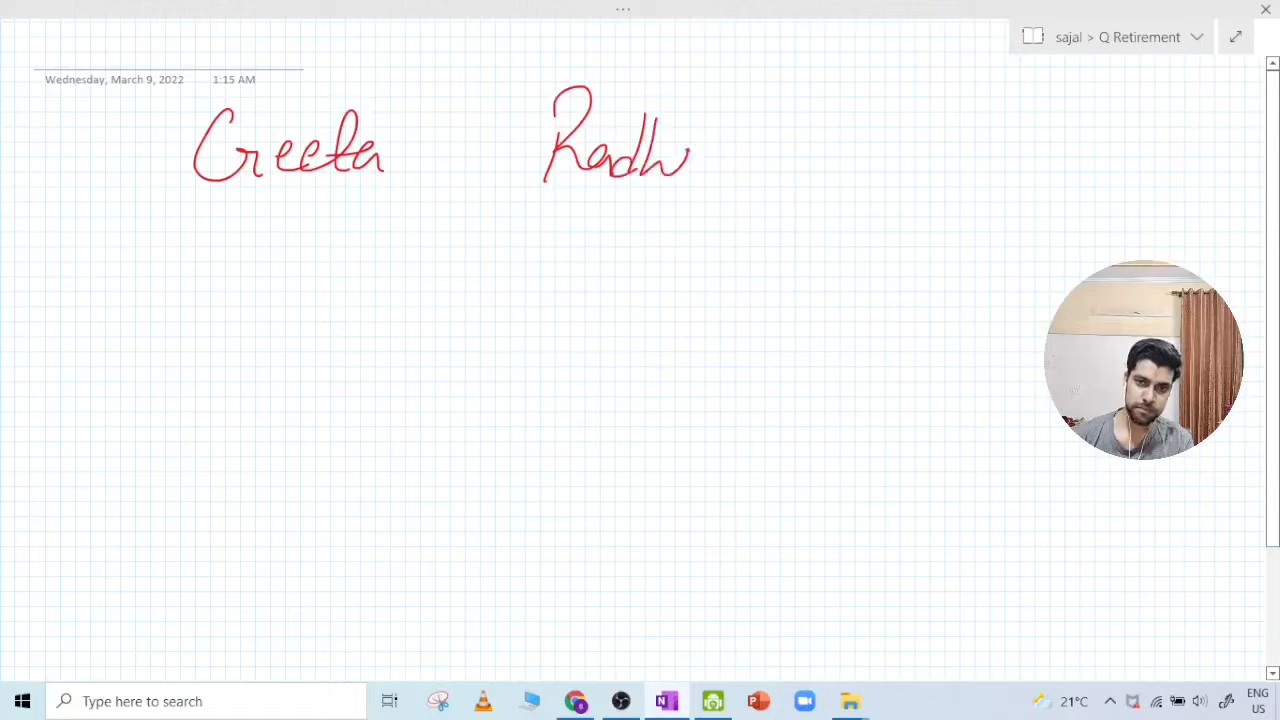 sajal > Q Retirement
Wednesday, March 9, 2022 1:15 AM
Geeta Radh
Type here to search
21°C
ENG
US